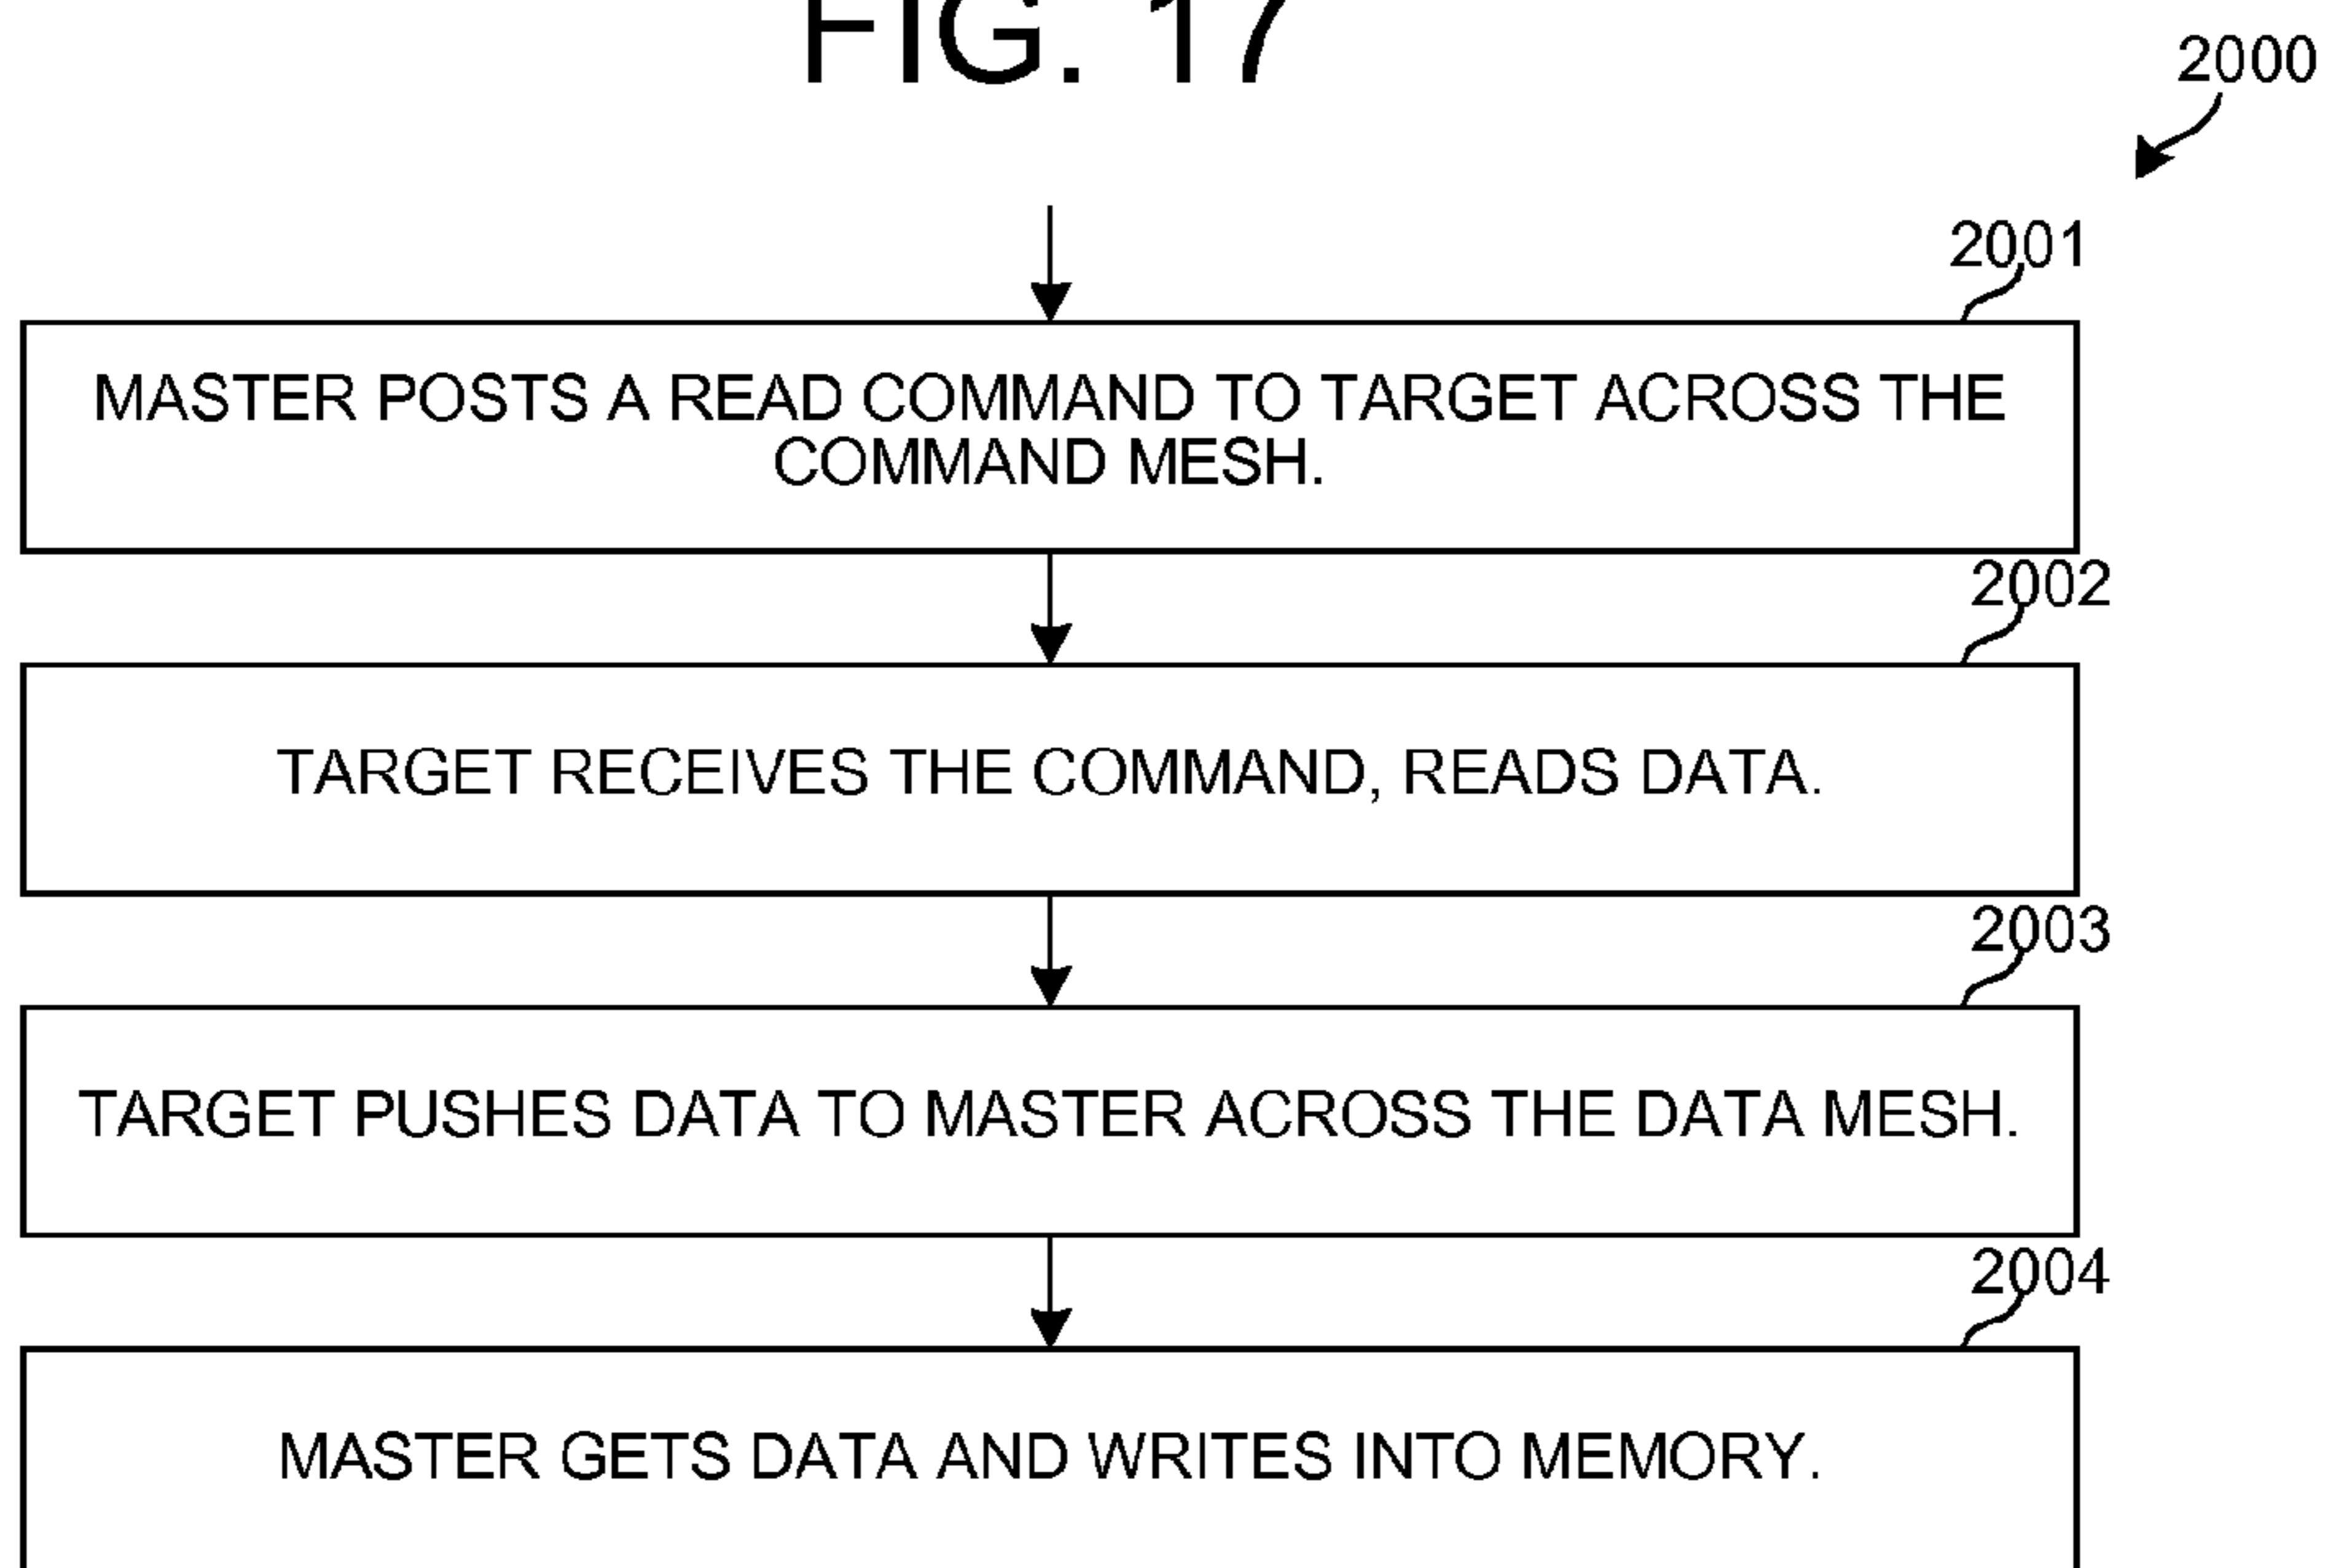 FIG. 17
2000
2001
MASTER POSTS A READ COMMAND TO TARGET ACROSS THE
COMMAND MESH.
2002
TARGET RECEIVES THE COMMAND, READS DATA.
2003
TARGET PUSHES DATA TO MASTER ACROSS THE DATA MESH.
2004
MASTER GETS DATA AND WRITES INTO MEMORY.